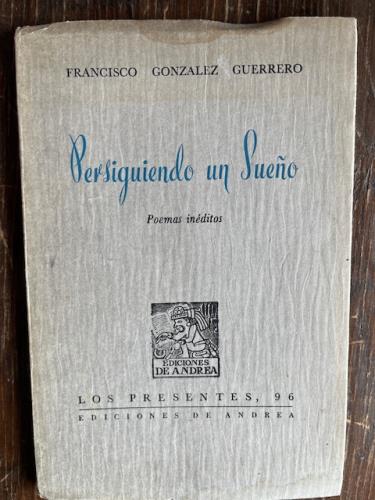 FRANCISCO GONZALEZ GUERRERO
Persiguiendo un Sueño
Poemas inéditos
EDICIONES
DE ANDREA
LOS PRESENTES, 96
EDICIONES DE ANDREA